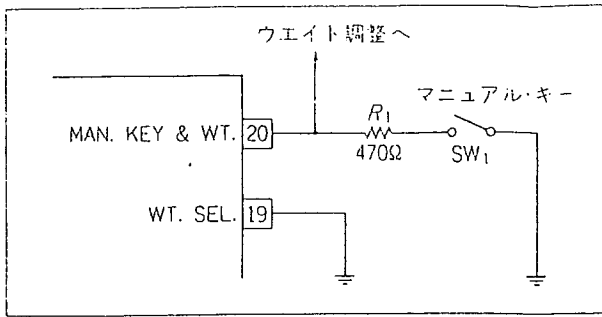 ウエイト調整へ
マニュアル・キー
MAN. KEY & WT. 20
R1
470Ω
SW1
WT. SEL. 19